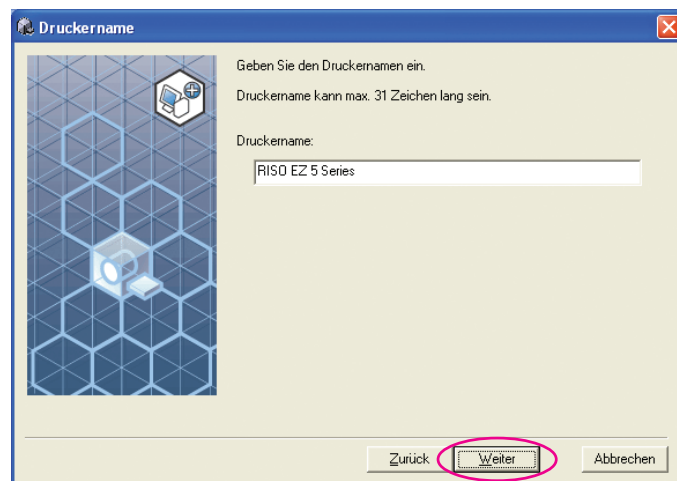 Druckername
Geben Sie den Druckernamen ein.
Druckername kann max. 31 Zeichen lang sein.
Druckername:
RISO EZ 5 Series
Zurück
Weiter
Abbrechen